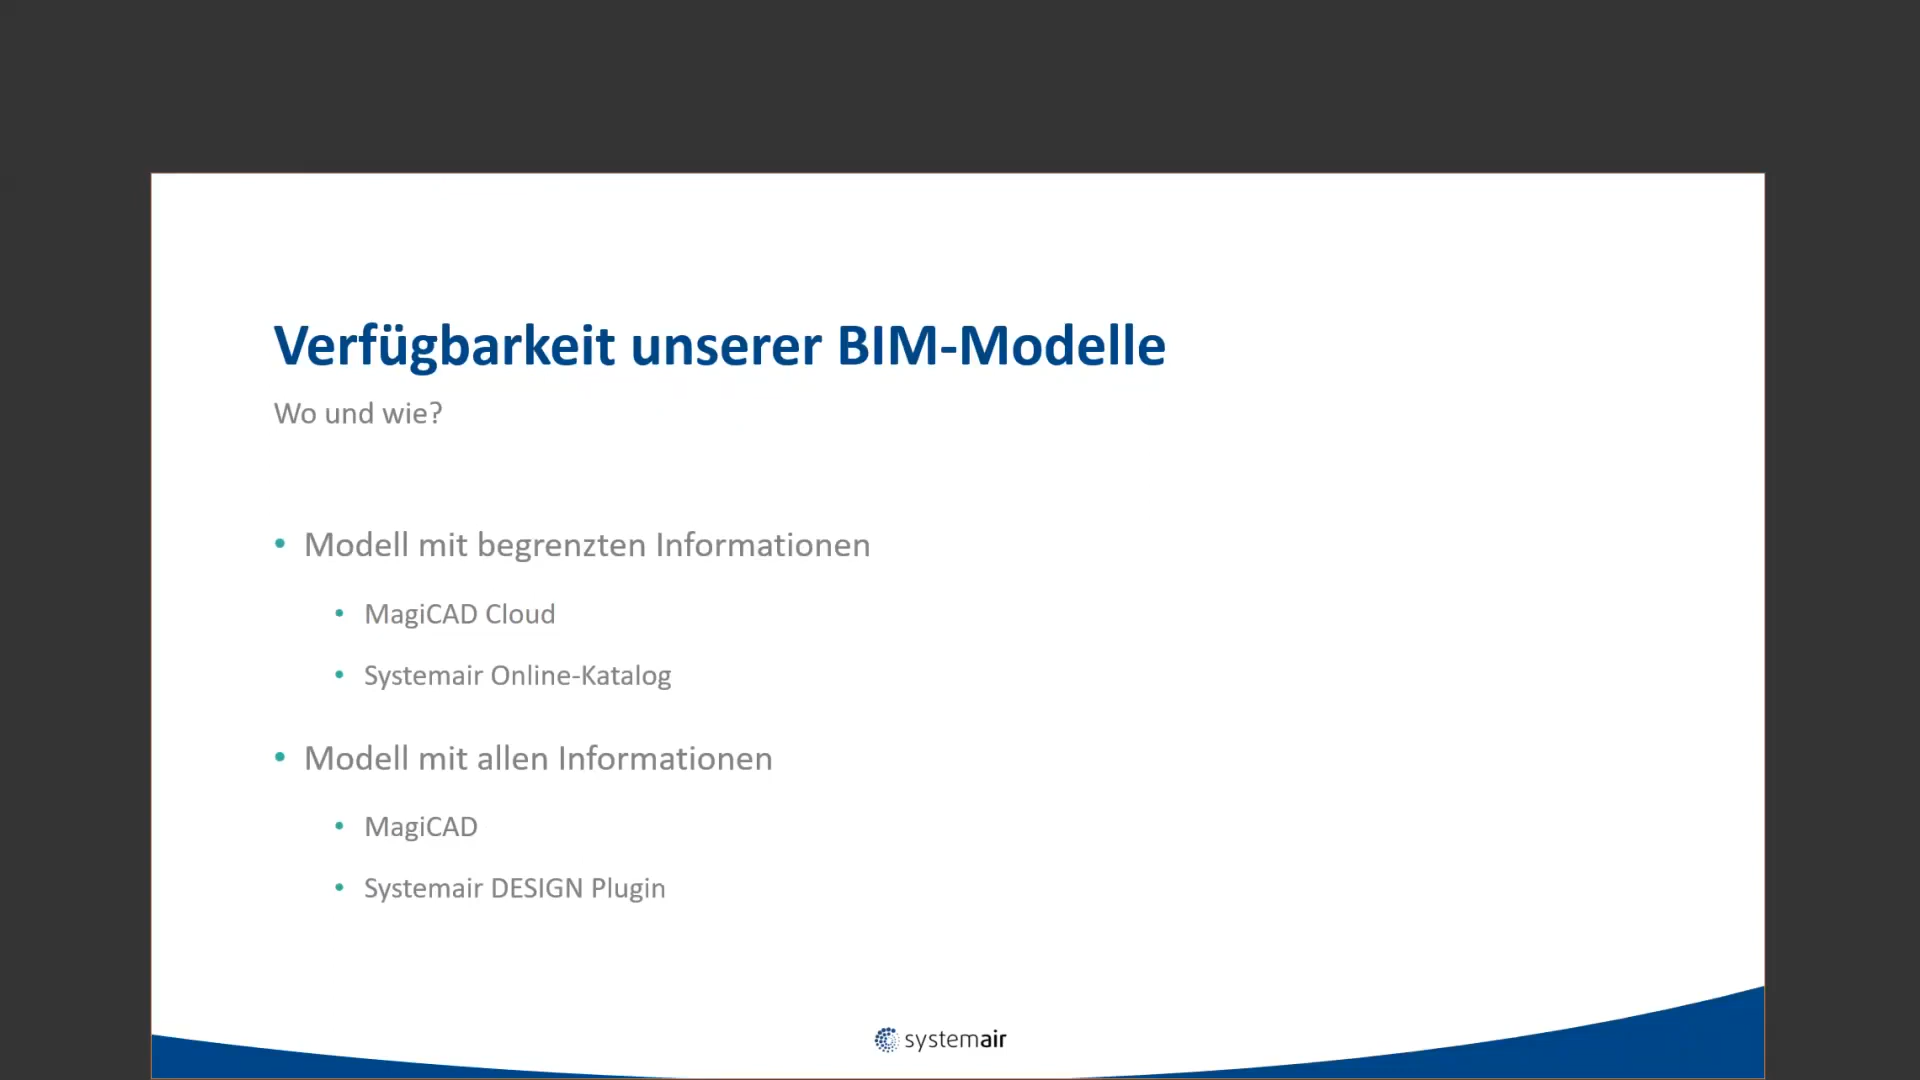 Verfügbarkeit unserer BIM-Modelle
Wo und wie?
• Modell mit begrenzten Informationen
• MagiCAD Cloud
• Systemair Online-Katalog
• Modell mit allen Informationen
• MagiCAD
• Systemair DESIGN Plugin
systemair